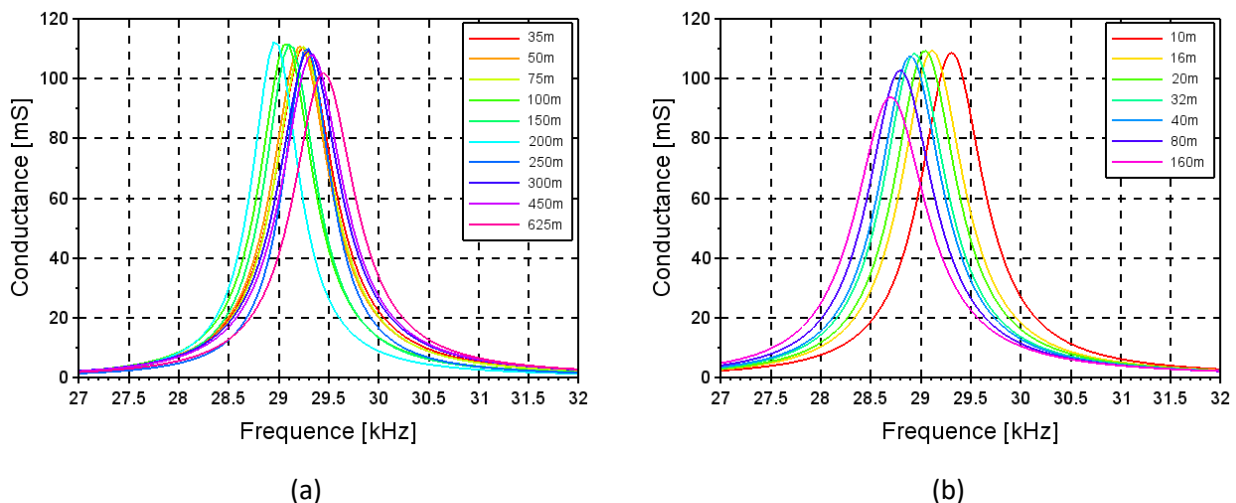 120
100
80
60
40
20
0
Conductance [mS]
27 27.5 28 28.5 29 29.5 30 30.5 31 31.5 32
Frequence [kHz]
35m
50m
75m
100m
150m
200m
250m
300m
450m
625m
(a)
120
100
80
60
40
20
0
Conductance [mS]
27 27.5 28 28.5 29 29.5 30 30.5 31 31.5 32
Frequence [kHz]
10m
16m
20m
32m
40m
80m
160m
(b)